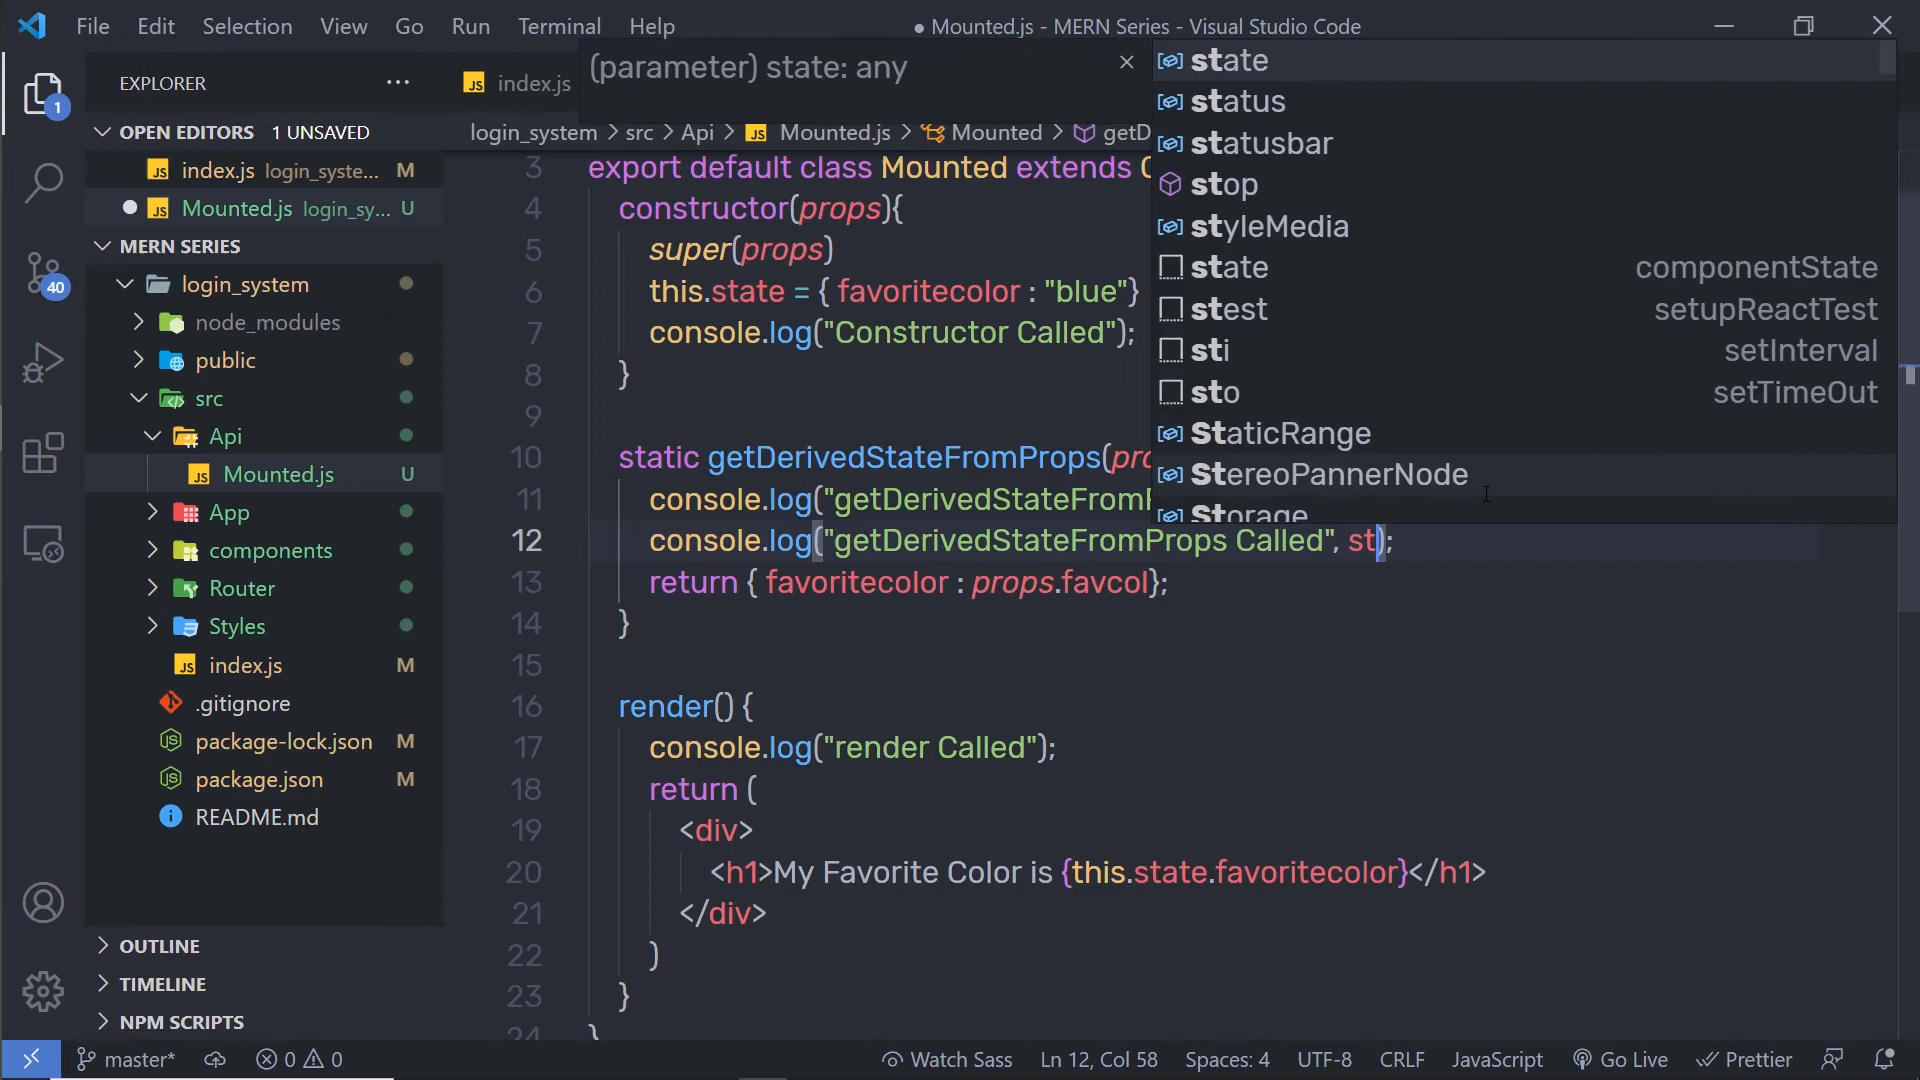 File Edit Selection View Go Run Terminal Help
● Mounted.js - MERN Series - Visual Studio Code
EXPLORER ···
OPEN EDITORS 1 UNSAVED
index.js login_syste... M
Mounted.js login_sy... U
MERN SERIES
login_system
node_modules
public
src
Api
Mounted.js U
App
components
Router
Styles
index.js M
.gitignore
package-lock.json M
package.json M
README.md
OUTLINE
TIMELINE
NPM SCRIPTS
1
40
JS index.js
(parameter) state: any
login_system > src > Api > JS Mounted.js > Mounted > getD
3 export default class Mounted extends
4 constructor(props){
5 super(props)
6 this.state = { favoritecolor : "blue"}
7 console.log("Constructor Called");
8 }
9
10 static getDerivedStateFromProps(pro
11 console.log("getDerivedStateFrom
12 console.log("getDerivedStateFromProps Called", st);
13 return { favoritecolor : props.favcol};
14 }
15
16 render() {
17 console.log("render Called");
18 return (
19 <div>
20 <h1>My Favorite Color is {this.state.favoritecolor}</h1>
21 </div>
22 )
23 }
24 }
state
status
statusbar
stop
styleMedia
state componentState
stest setupReactTest
sti setInterval
sto setTimeOut
StaticRange
StereoPannerNode
Storage
master* 0 0 Watch Sass Ln 12, Col 58 Spaces: 4 UTF-8 CRLF JavaScript Go Live Prettier